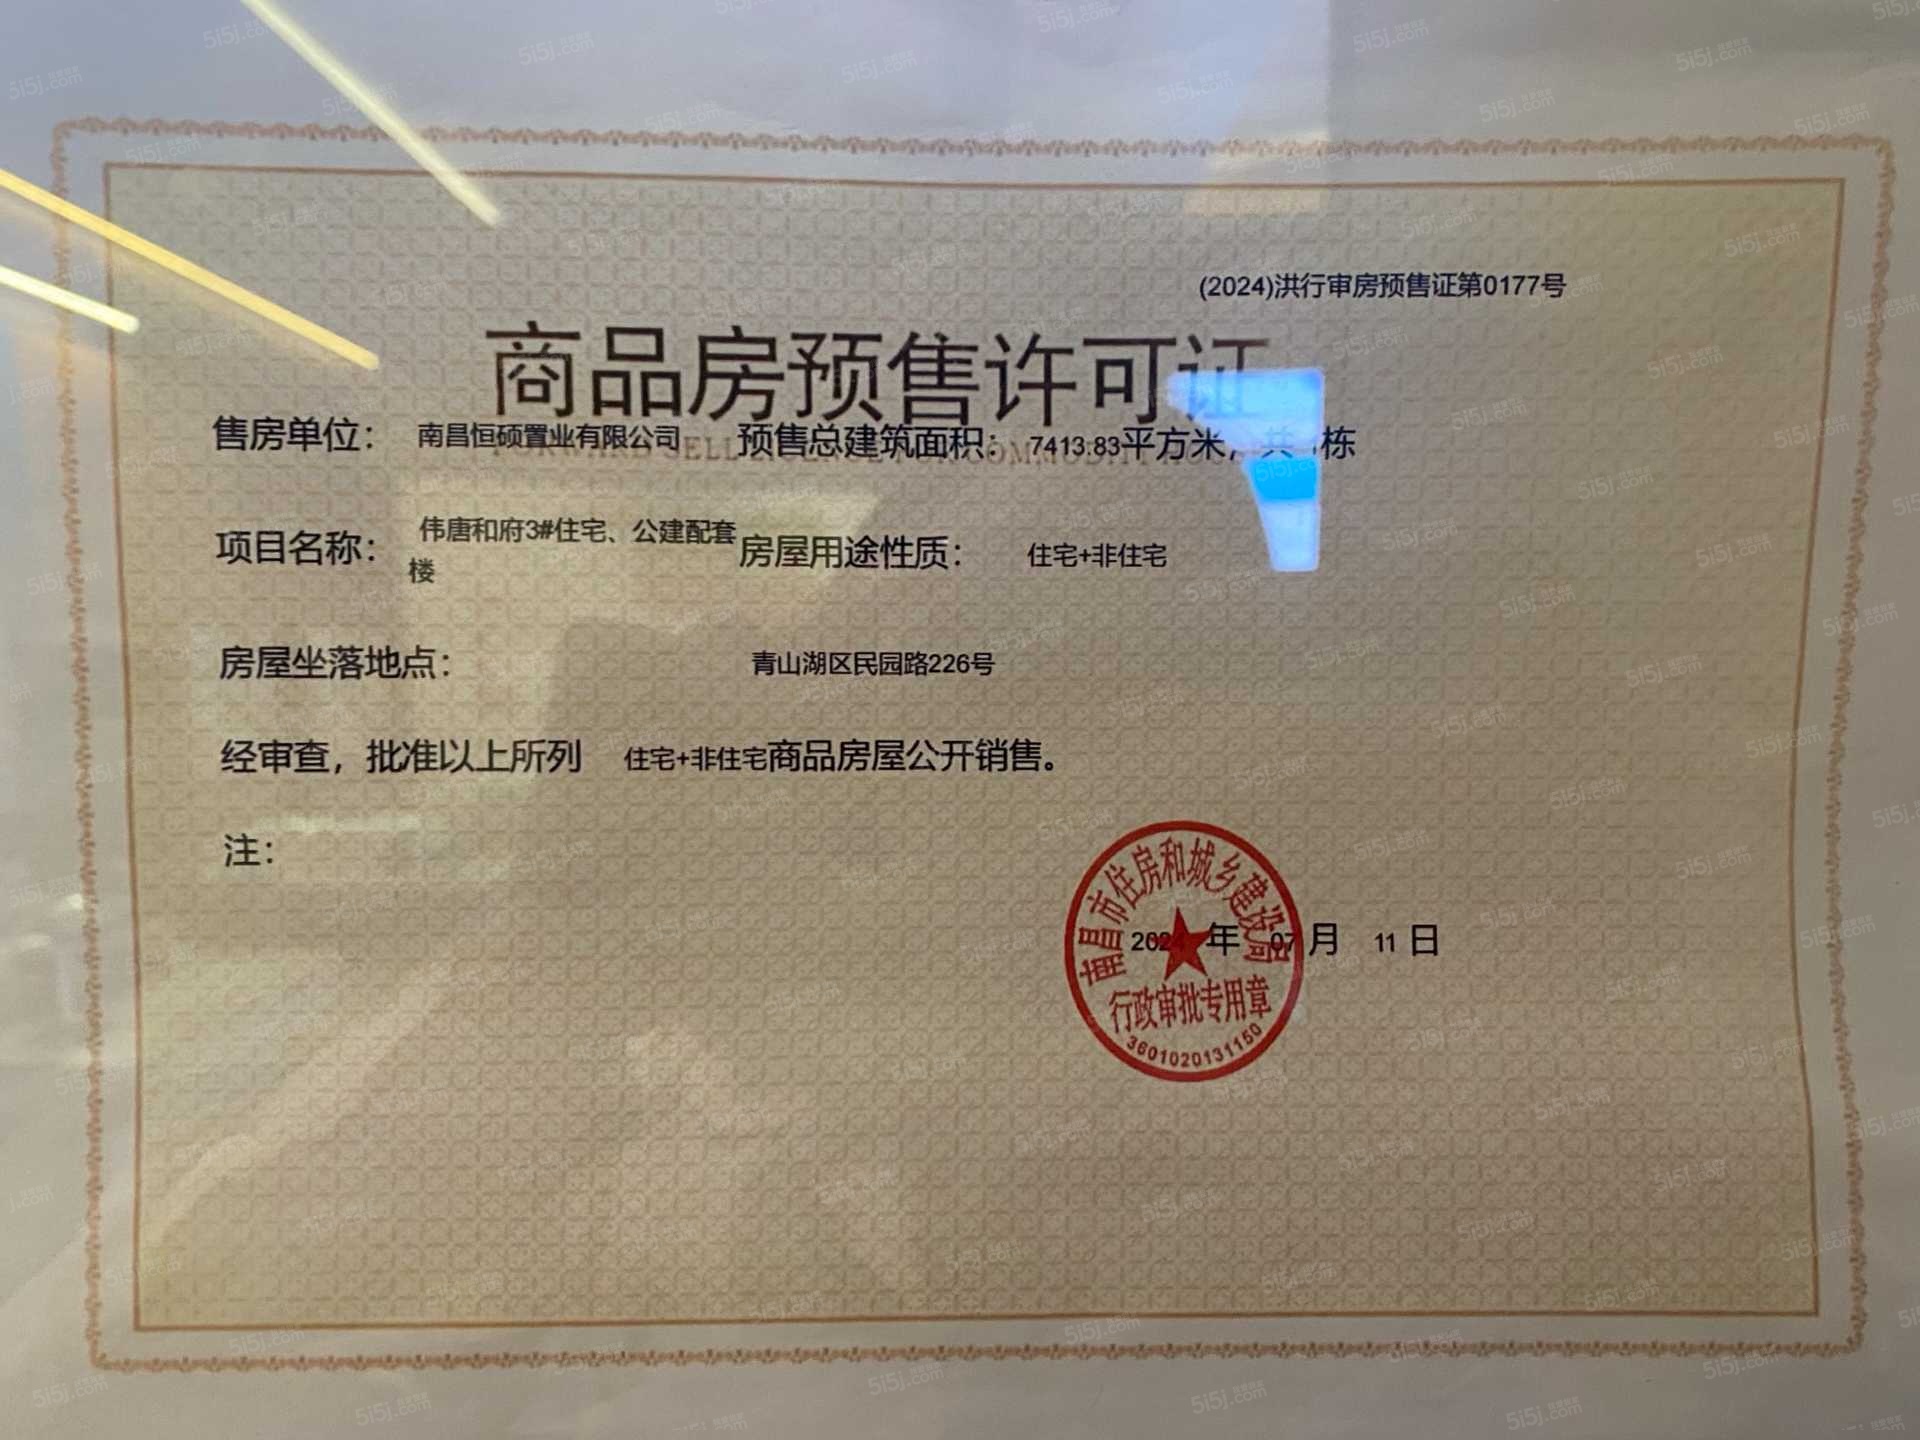 (2024)洪行审房预售证第0177号
商品房预售许可证
售房单位： 南昌恒硕置业有限公司 预售总建筑面积： 7413.83平方米，共 栋
项目名称： 伟唐和府3#住宅、公建配套楼 房屋用途性质： 住宅+非住宅
房屋坐落地点： 青山湖区民园路226号
经审查，批准以上所列 住宅+非住宅商品房屋公开销售。
注：
南昌市住房和城乡建设局
2024 年 07 月 11 日
行政审批专用章
3601020131150
5i5j.com